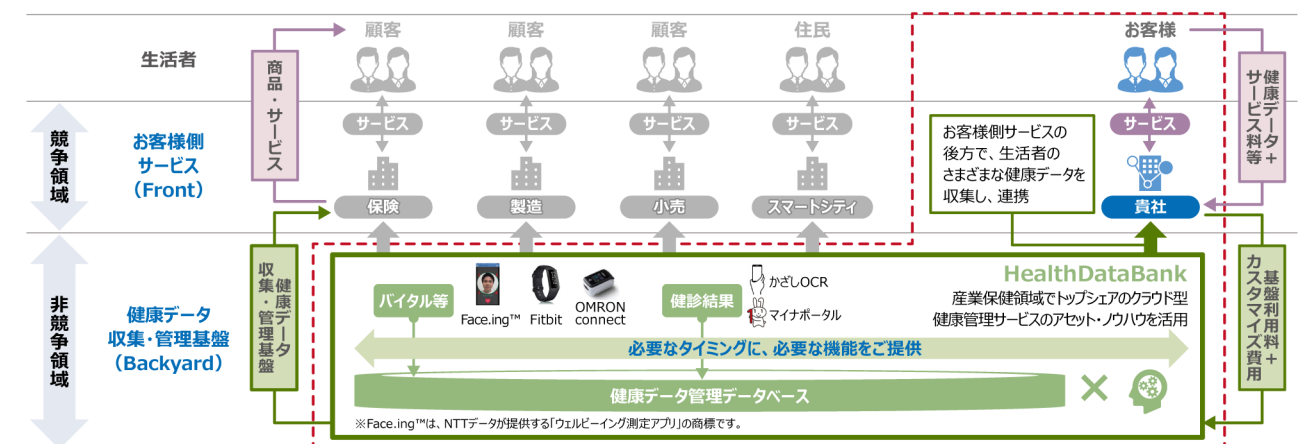 顧客
顧客
顧客
住民
お客様
生活者
商品・サービス
健康データ+
サービス料等
サービス
サービス
サービス
サービス
サービス
競争領域
お客様側
サービス
（Front）
お客様側サービスの
後方で、生活者の
さまざまな健康データを
収集し、連携
保険
製造
小売
スマートシティ
貴社
非競争領域
健康データ
収集・管理基盤
（Backyard）
健康データ
収集・管理基盤
バイタル等
Face.ing™
Fitbit
OMRON
connect
健診結果
かざしOCR
マイナポータル
HealthDataBank
産業保健領域でトップシェアのクラウド型
健康管理サービスのアセット・ノウハウを活用
基盤利用料+
カスタマイズ費用
必要なタイミングに、必要な機能をご提供
健康データ管理データベース
※Face.ing™は、NTTデータが提供する「ウェルビーイング測定アプリ」の商標です。